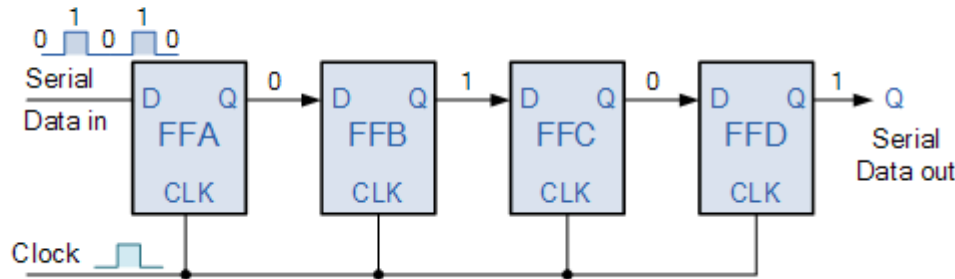 0 1 0 1 0
Serial
Data in
0
1
0
1
D Q
FFA
CLK
D Q
FFB
CLK
D Q
FFC
CLK
D Q
FFD
CLK
Q
Serial
Data out
Clock